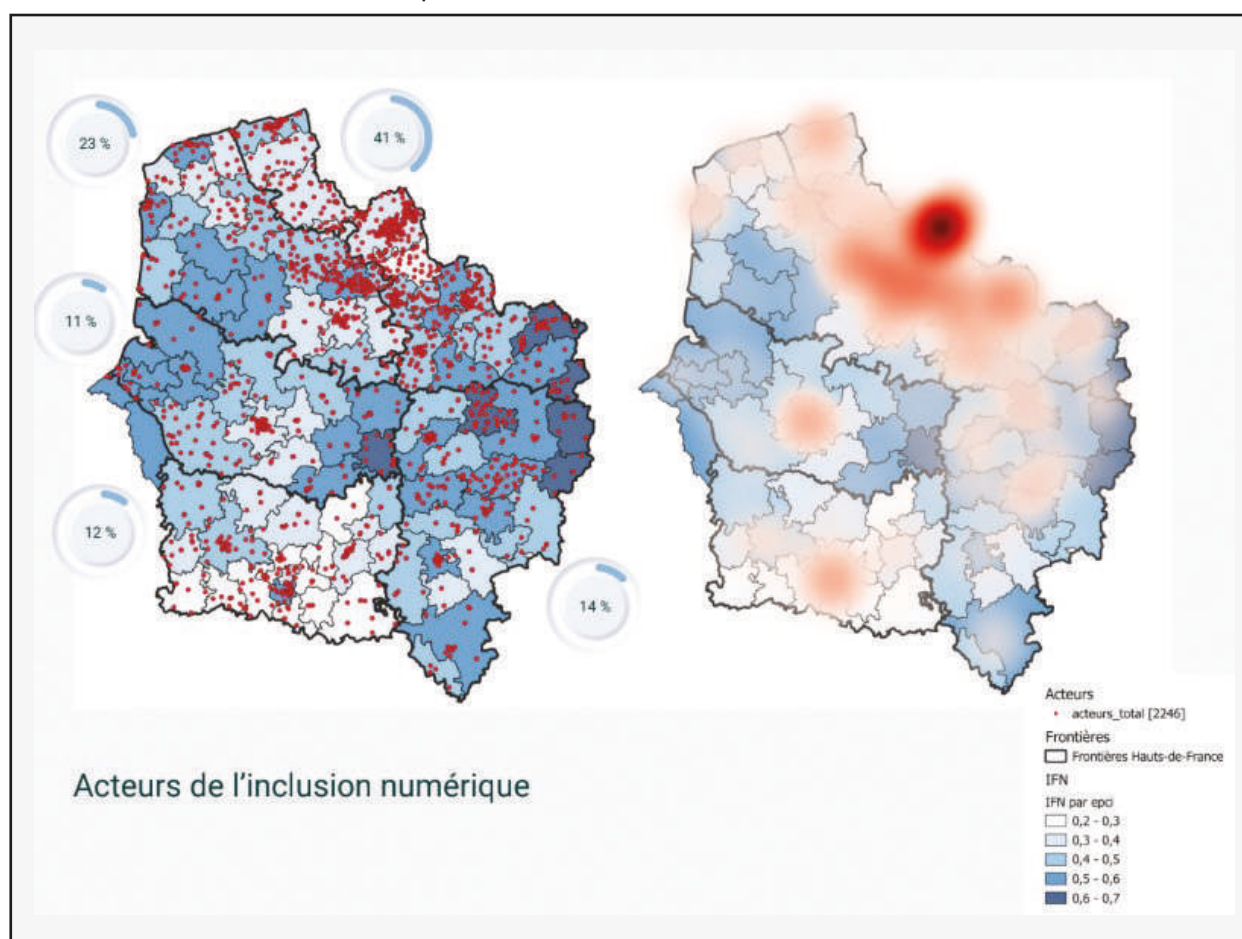 23 %
41 %
11 %
12 %
14 %
Acteurs de l'inclusion numérique
Acteurs
acteurs_total [2246]
Frontières
Frontières Hauts-de-France
IFN
IFN par epci
0,2 - 0,3
0,3 - 0,4
0,4 - 0,5
0,5 - 0,6
0,6 - 0,7